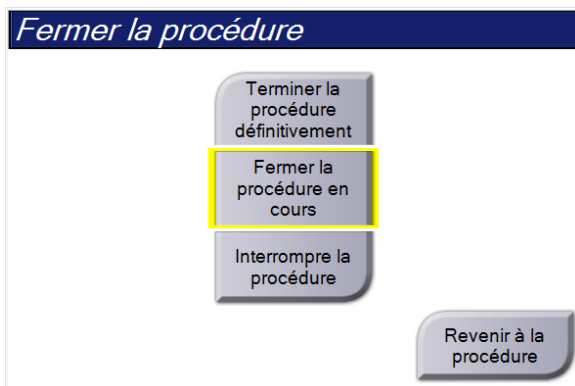 Fermer la procédure
Terminer la
procédure
définitivement
Fermer la
procédure en
cours
Interrompre la
procédure
Revenir à la
procédure